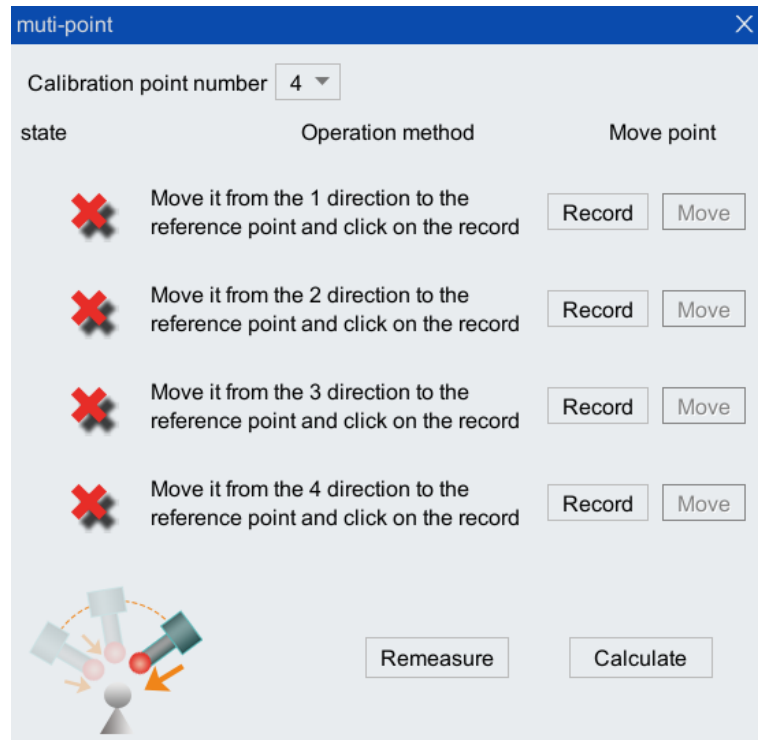 muti-point
Calibration point number 4
state Operation method Move point
Move it from the 1 direction to the
reference point and click on the record
Record Move
Move it from the 2 direction to the
reference point and click on the record
Record Move
Move it from the 3 direction to the
reference point and click on the record
Record Move
Move it from the 4 direction to the
reference point and click on the record
Record Move
Remeasure Calculate